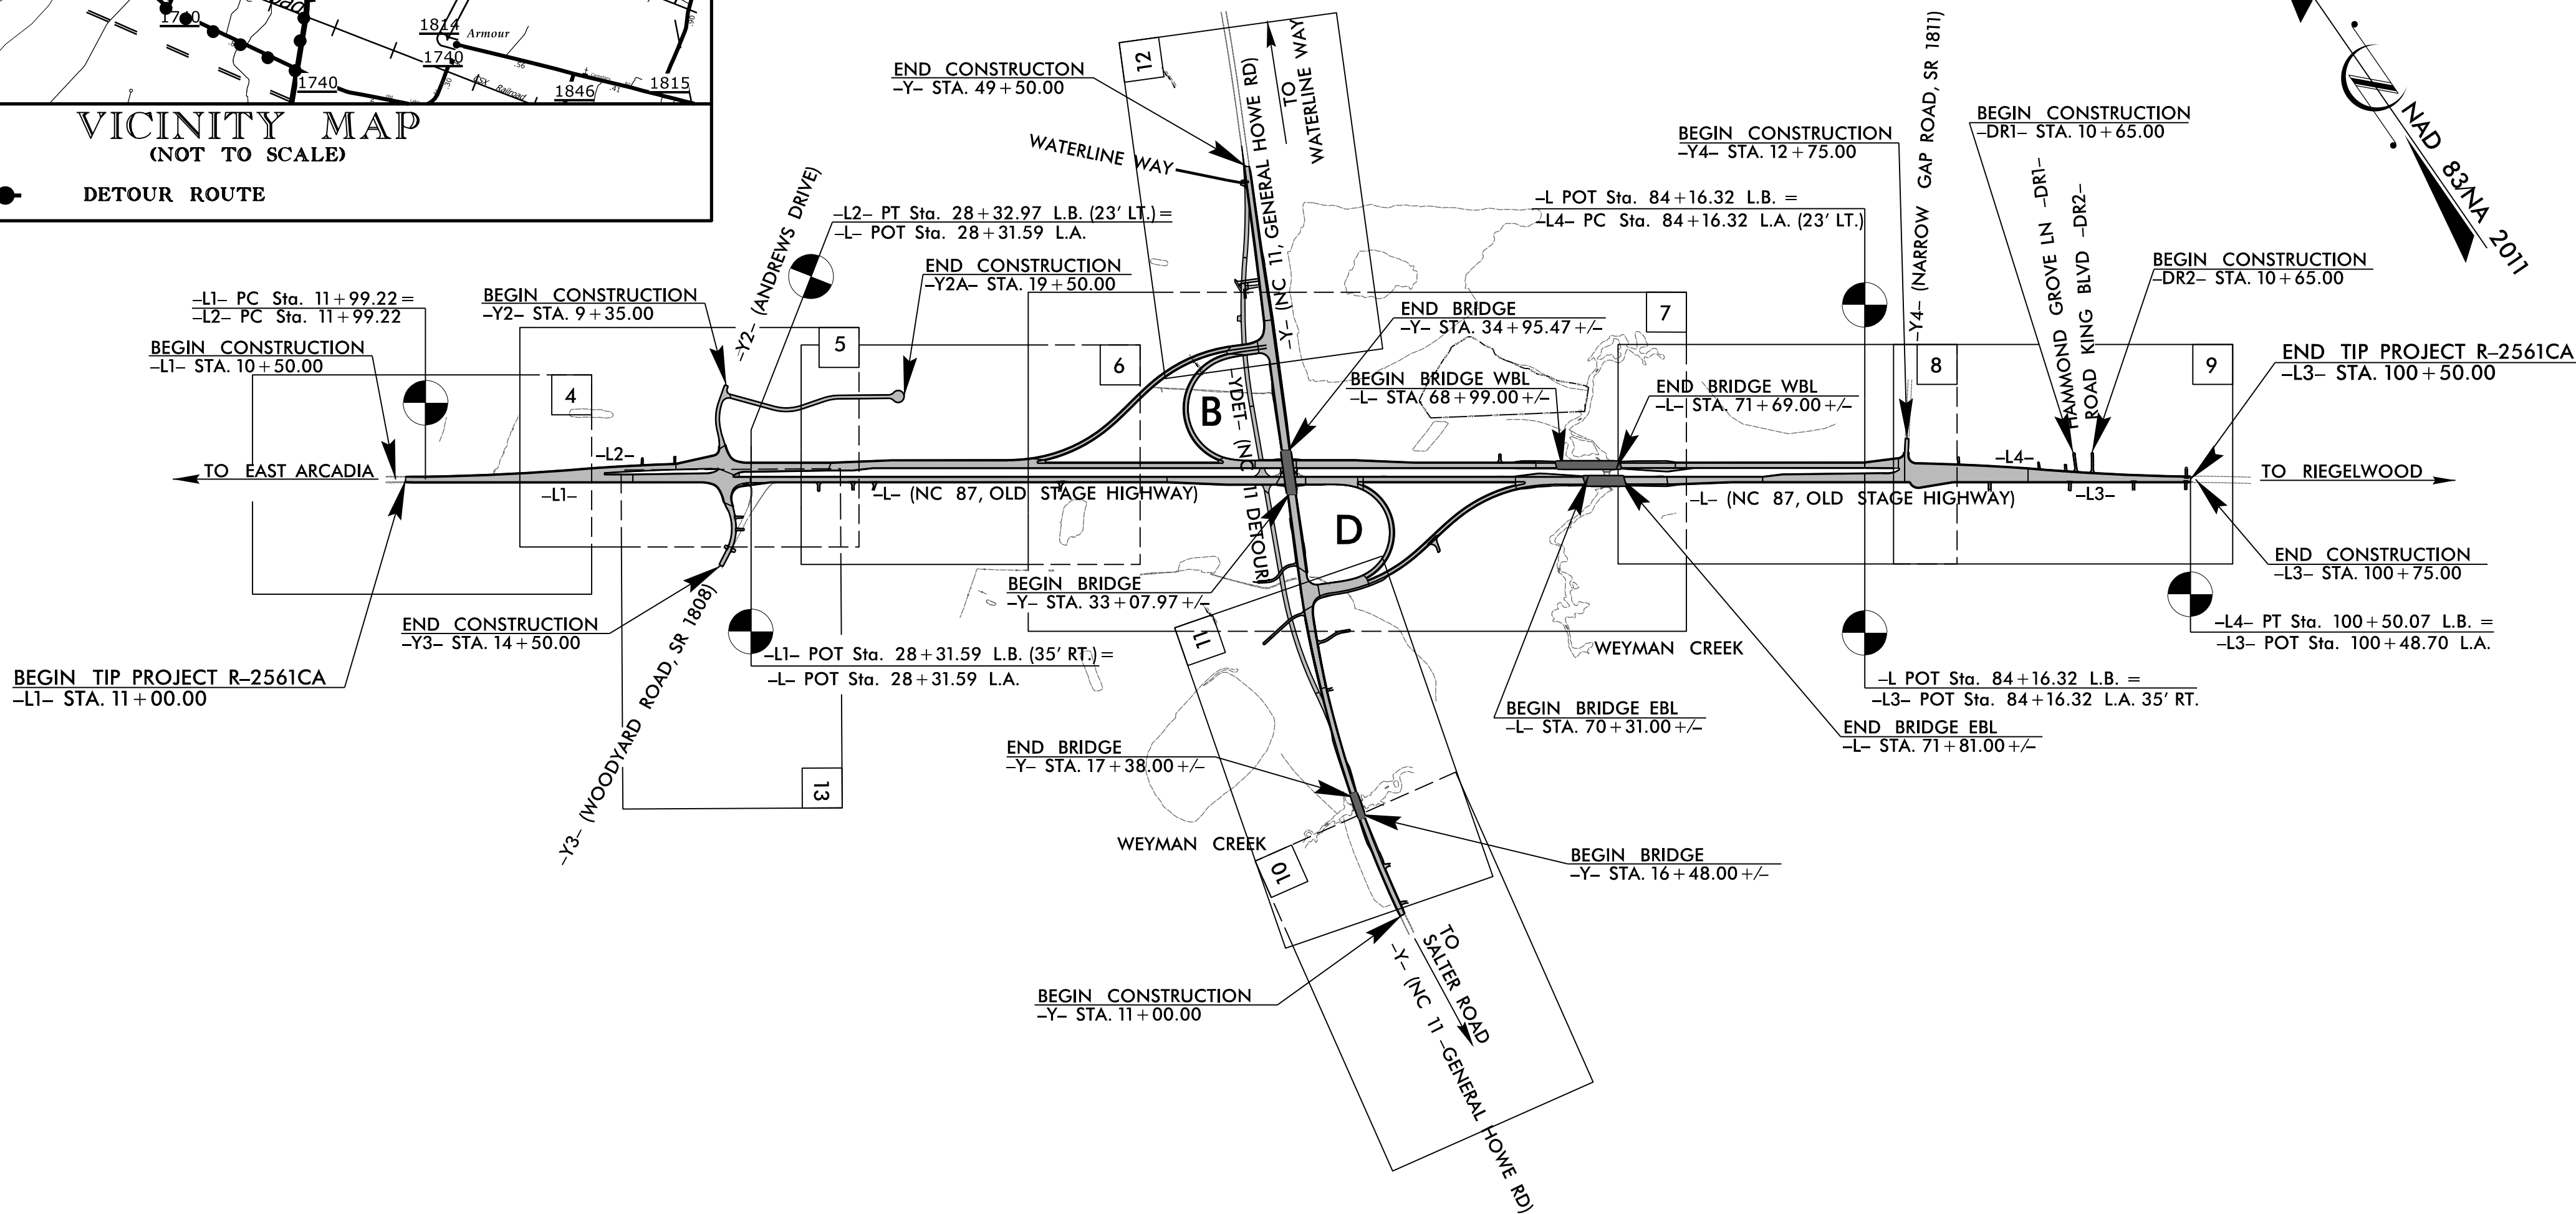 1740
1814
Armour
1740
1740
CSX Railroad
.56
1846
.41
1815
.90
VICINITY MAP
(NOT TO SCALE)
DETOUR ROUTE
END CONSTRUCTON
-Y- STA. 49+50.00
WATERLINE WAY
12
TO
WATERLINE WAY
-Y- (NC 11, GENERAL HOWE RD)
-Y2- (ANDREWS DRIVE)
-L2- PT Sta. 28+32.97 L.B. (23' LT.) =
-L- POT Sta. 28+31.59 L.A.
END CONSTRUCTION
-Y2A- STA. 19+50.00
BEGIN CONSTRUCTION
-Y4- STA. 12+75.00
-L POT Sta. 84+16.32 L.B. =
-L4- PC Sta. 84+16.32 L.A. (23' LT.)
-Y4- (NARROW GAP ROAD, SR 1811)
BEGIN CONSTRUCTION
-DR1- STA. 10+65.00
HAMMOND GROVE LN -DR1-
ROAD KING BLVD -DR2-
BEGIN CONSTRUCTION
-DR2- STA. 10+65.00
NAD 83/NA 2011
-L1- PC Sta. 11+99.22 =
-L2- PC Sta. 11+99.22
BEGIN CONSTRUCTION
-L1- STA. 10+50.00
BEGIN CONSTRUCTION
-Y2- STA. 9+35.00
4
5
6
7
8
9
END BRIDGE
-Y- STA. 34+95.47 +/-
BEGIN BRIDGE WBL
-L- STA. 68+99.00 +/-
END BRIDGE WBL
-L- STA. 71+69.00 +/-
END TIP PROJECT R-2561CA
-L3- STA. 100+50.00
B
D
-YDET- (NC 11 DETOUR)
TO EAST ARCADIA
-L2-
-L1-
-L- (NC 87, OLD STAGE HIGHWAY)
-L- (NC 87, OLD STAGE HIGHWAY)
-L4-
-L3-
TO RIEGELWOOD
END CONSTRUCTION
-L3- STA. 100+75.00
-L4- PT Sta. 100+50.07 L.B. =
-L3- POT Sta. 100+48.70 L.A.
BEGIN BRIDGE
-Y- STA. 33+07.97 +/-
END CONSTRUCTION
-Y3- STA. 14+50.00
-Y3- (WOODYARD ROAD, SR 1808)
BEGIN TIP PROJECT R-2561CA
-L1- STA. 11+00.00
-L1- POT Sta. 28+31.59 L.B. (35' RT.) =
-L- POT Sta. 28+31.59 L.A.
11
WEYMAN CREEK
-L POT Sta. 84+16.32 L.B. =
-L3- POT Sta. 84+16.32 L.A. 35' RT.
BEGIN BRIDGE EBL
-L- STA. 70+31.00 +/-
END BRIDGE EBL
-L- STA. 71+81.00 +/-
END BRIDGE
-Y- STA. 17+38.00 +/-
13
WEYMAN CREEK
10
BEGIN BRIDGE
-Y- STA. 16+48.00 +/-
BEGIN CONSTRUCTION
-Y- STA. 11+00.00
TO
SALTER ROAD
-Y- (NC 11 -GENERAL HOWE RD)